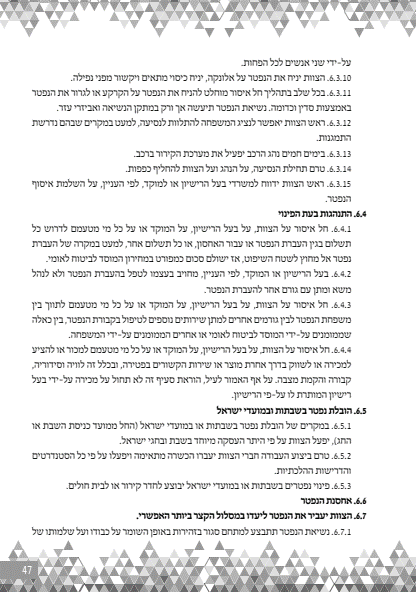 על-ידי שני אנשים לכל הפחות.
6.3.10. הצוות יניח את הנפטר על אלונקה, יניח כיסוי מתאים ויקשור מפני נפילה.
6.3.11. בכל שלב בתהליך חל איסור מוחלט להניח את הנפטר על הקרקע או לגרור את הנפטר
באמצעות סדין וכדומה. נשיאת הנפטר תיעשה אך ורק במתקן הנשיאה ואביזרי עזר.
6.3.12. ראש הצוות יאפשר לנציג המשפחה להתלוות לנסיעה, למעט במקרים שבהם נדרשת
התמגנות.
6.3.13. בימים חמים נהג הרכב יפעיל את מערכת הקירור ברכב.
6.3.14. טרם תחילת הנסיעה, על הנהג ועל הצוות להחליף כפפות.
6.3.15. ראש הצוות ידווח למשרדי בעל הרישיון או למוקד, לפי העניין, על השלמת איסוף
הנפטר.
6.4. התנהגות בעת הפינוי
6.4.1. חל איסור על הצוות, על בעל הרישיון, על המוקד או על כל מי מטעמם לדרוש כל
תשלום בגין העברת הנפטר או עבור האחסון, או כל תשלום אחר, למעט במקרה של העברת
נפטר אל מחוץ לשטח השיפוט, אז ישולם סכום כמפורט במחירון המוסד לביטוח לאומי.
6.4.2. בעל הרישיון או המוקד, לפי העניין, מחויב בעצמו לטפל בהעברת הנפטר ולא לנהל
משא ומתן עם גורם אחר להעברת הנפטר.
6.4.3. חל איסור על הצוות, על בעל הרישיון, על המוקד או על כל מי מטעמם לתווך בין
משפחת הנפטר לבין גורמים אחרים למתן שירותים נוספים לטיפול בקבורת הנפטר, בין כאלה
שממומנים על-ידי המוסד לביטוח לאומי או אחרים הממומנים על-ידי המשפחה.
6.4.4. חל איסור על הצוות, על בעל הרישיון, על המוקד או על כל מי מטעמם למכור או להציע
למכירה או לשווק בדרך אחרת מוצר או שירות הקשורים בפטירה, ובכלל זה לוויה וסידוריה,
קבורה והקמת מצבה. על אף האמור לעיל, הוראת סעיף זה לא תחול על מכירה על-ידי בעל
רישיון המותרת לו על-פי הרישיון.
6.5. הובלת נפטר בשבתות ובמועדי ישראל
6.5.1. במקרים של הובלת נפטר בשבתות או במועדי ישראל (החל ממועד כניסת השבת או
החג), יפעל הצוות על פי היתר העסקה מיוחד בשבת ובחגי ישראל.
6.5.2. טרם ביצוע העבודה חברי הצוות יעברו הכשרה מתאימה ויפעלו על פי כל הסטנדרטים
והדרישות ההלכתיות.
6.5.3. פינוי נפטרים בשבתות או במועדי ישראל יבוצע לחדר קירור או לבית חולים.
6.6. אחסנת הנפטר
6.7. הצוות יעביר את הנפטר ליעדו במסלול הקצר ביותר האפשרי.
6.7.1. נשיאת הנפטר תתבצע למתחם סגור בזהירות באופן השומר על כבודו ועל שלמותו של
47